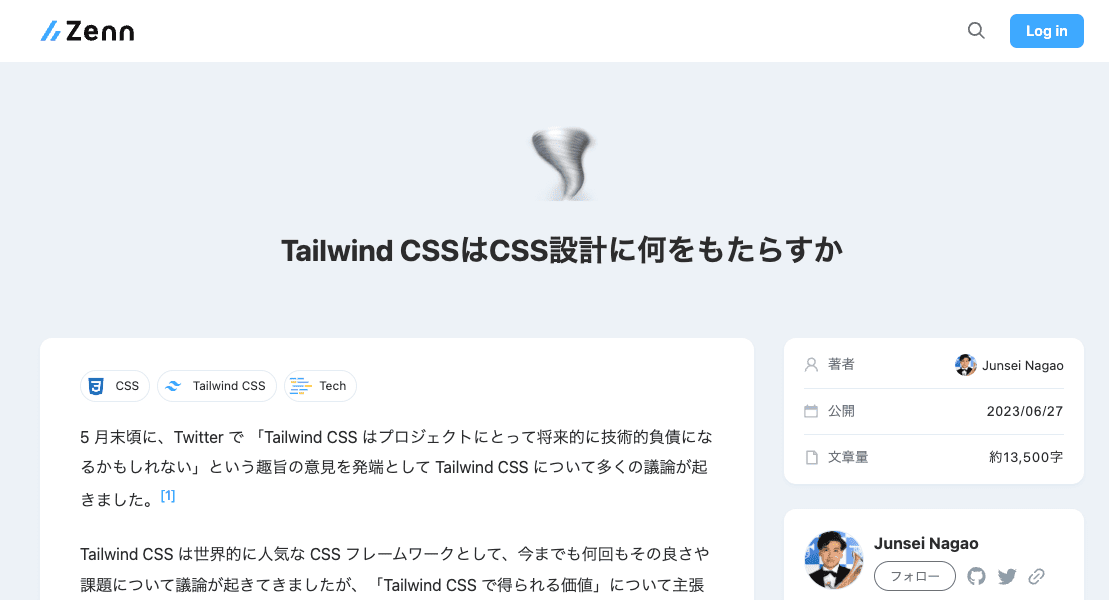 Zenn
Log in
Tailwind CSSはCSS設計に何をもたらすか
CSS
Tailwind CSS
Tech
5 月末頃に、Twitter で 「Tailwind CSS はプロジェクトにとって将来的に技術的負債にな
るかもしれない」という趣旨の意見を発端として Tailwind CSS について多くの議論が起
きました。[1]
Tailwind CSS は世界的に人気な CSS フレームワークとして、今までも何回もその良さや
課題について議論が起きてきましたが、「Tailwind CSS で得られる価値」について主張
著者
Junsei Nagao
公開
2023/06/27
文章量
約13,500字
Junsei Nagao
フォロー